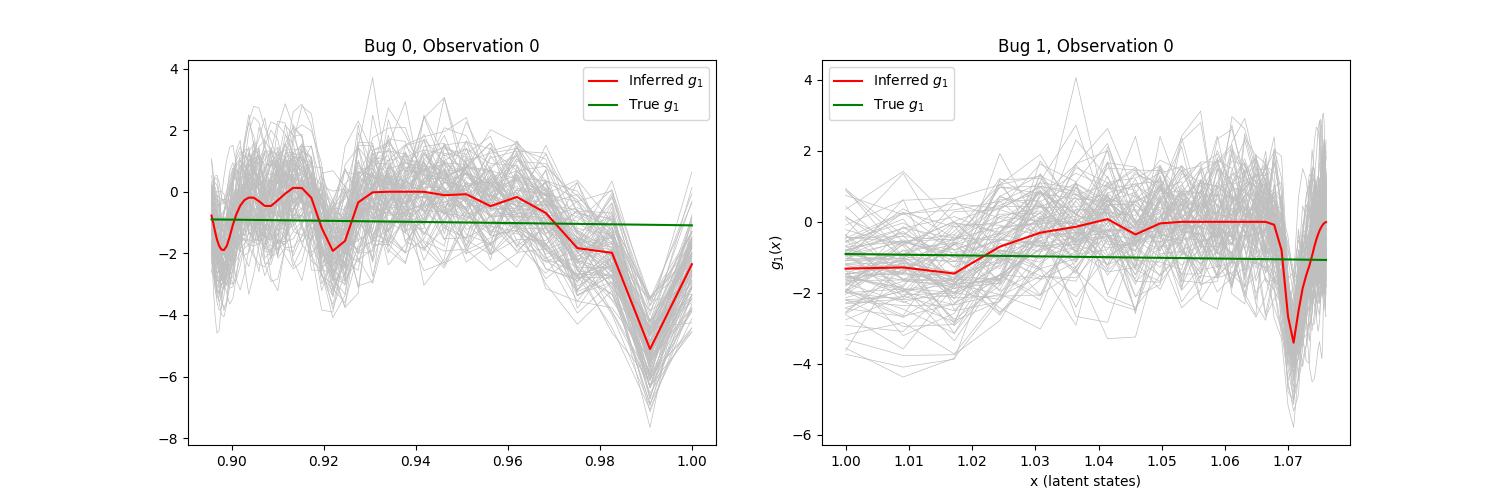 Bug 0, Observation 0
Inferred g₁
True g₁
4
2
0
−2
−4
−6
−8
0.90 0.92 0.94 0.96 0.98 1.00
Bug 1, Observation 0
Inferred g₁
True g₁
g₁(x)
4
2
0
−2
−4
−6
1.00 1.01 1.02 1.03 1.04 1.05 1.06 1.07
x (latent states)